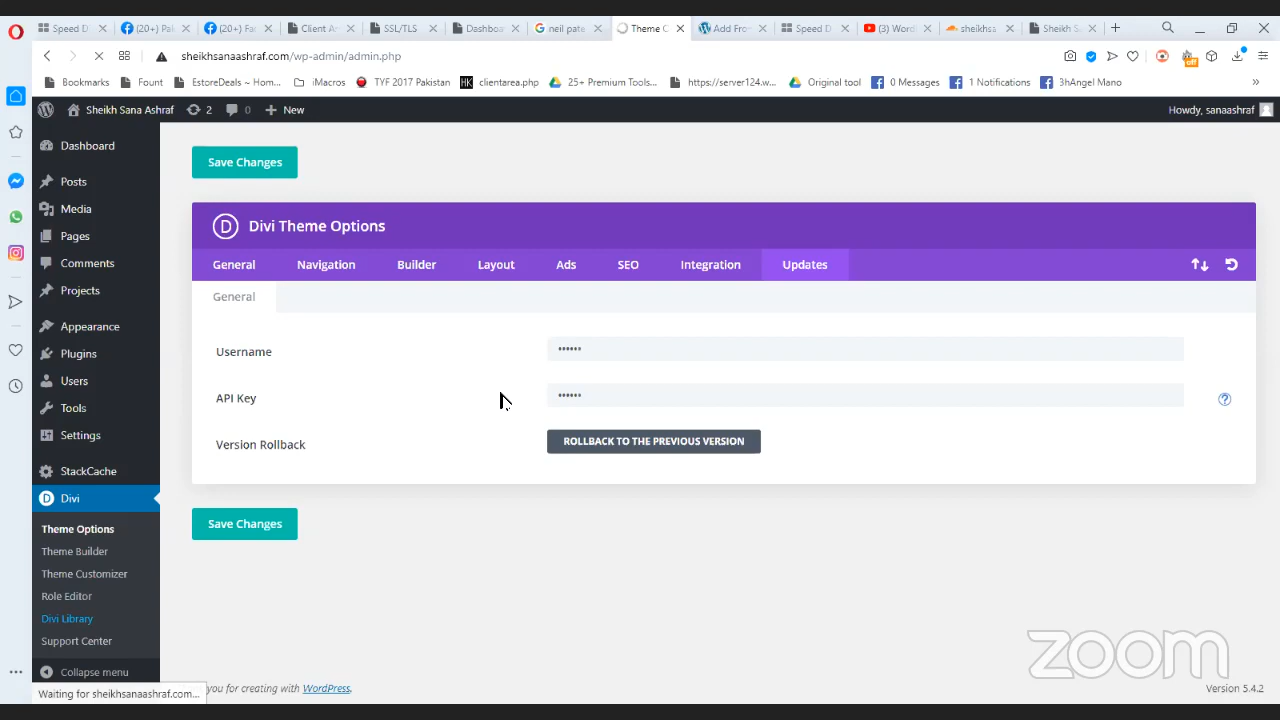 Speed D
(20+) Pak
(20+) Fac
Client As
SSL/TLS
Dashboa
neil pate
Theme C
Add Fro
Speed D
(3) Word
sheikhsa
Sheikh S
sheikhsanaashraf.com/wp-admin/admin.php
off
Bookmarks
Fount
EstoreDeals ~ Hom...
iMacros
TYF 2017 Pakistan
HK
clientarea.php
25+ Premium Tools...
https://server124.w...
Original tool
0 Messages
1 Notifications
3hAngel Mano
»
Sheikh Sana Ashraf
2
0
New
Howdy, sanaashraf
Dashboard
Posts
Media
Pages
Comments
Projects
Appearance
Plugins
Users
Tools
Settings
StackCache
Divi
Theme Options
Theme Builder
Theme Customizer
Role Editor
Divi Library
Support Center
Collapse menu
Waiting for sheikhsanaashraf.com...
Save Changes
D Divi Theme Options
General
Navigation
Builder
Layout
Ads
SEO
Integration
Updates
General
Username
••••••
API Key
••••••
Version Rollback
ROLLBACK TO THE PREVIOUS VERSION
Save Changes
you for creating with WordPress.
Version 5.4.2
zoom